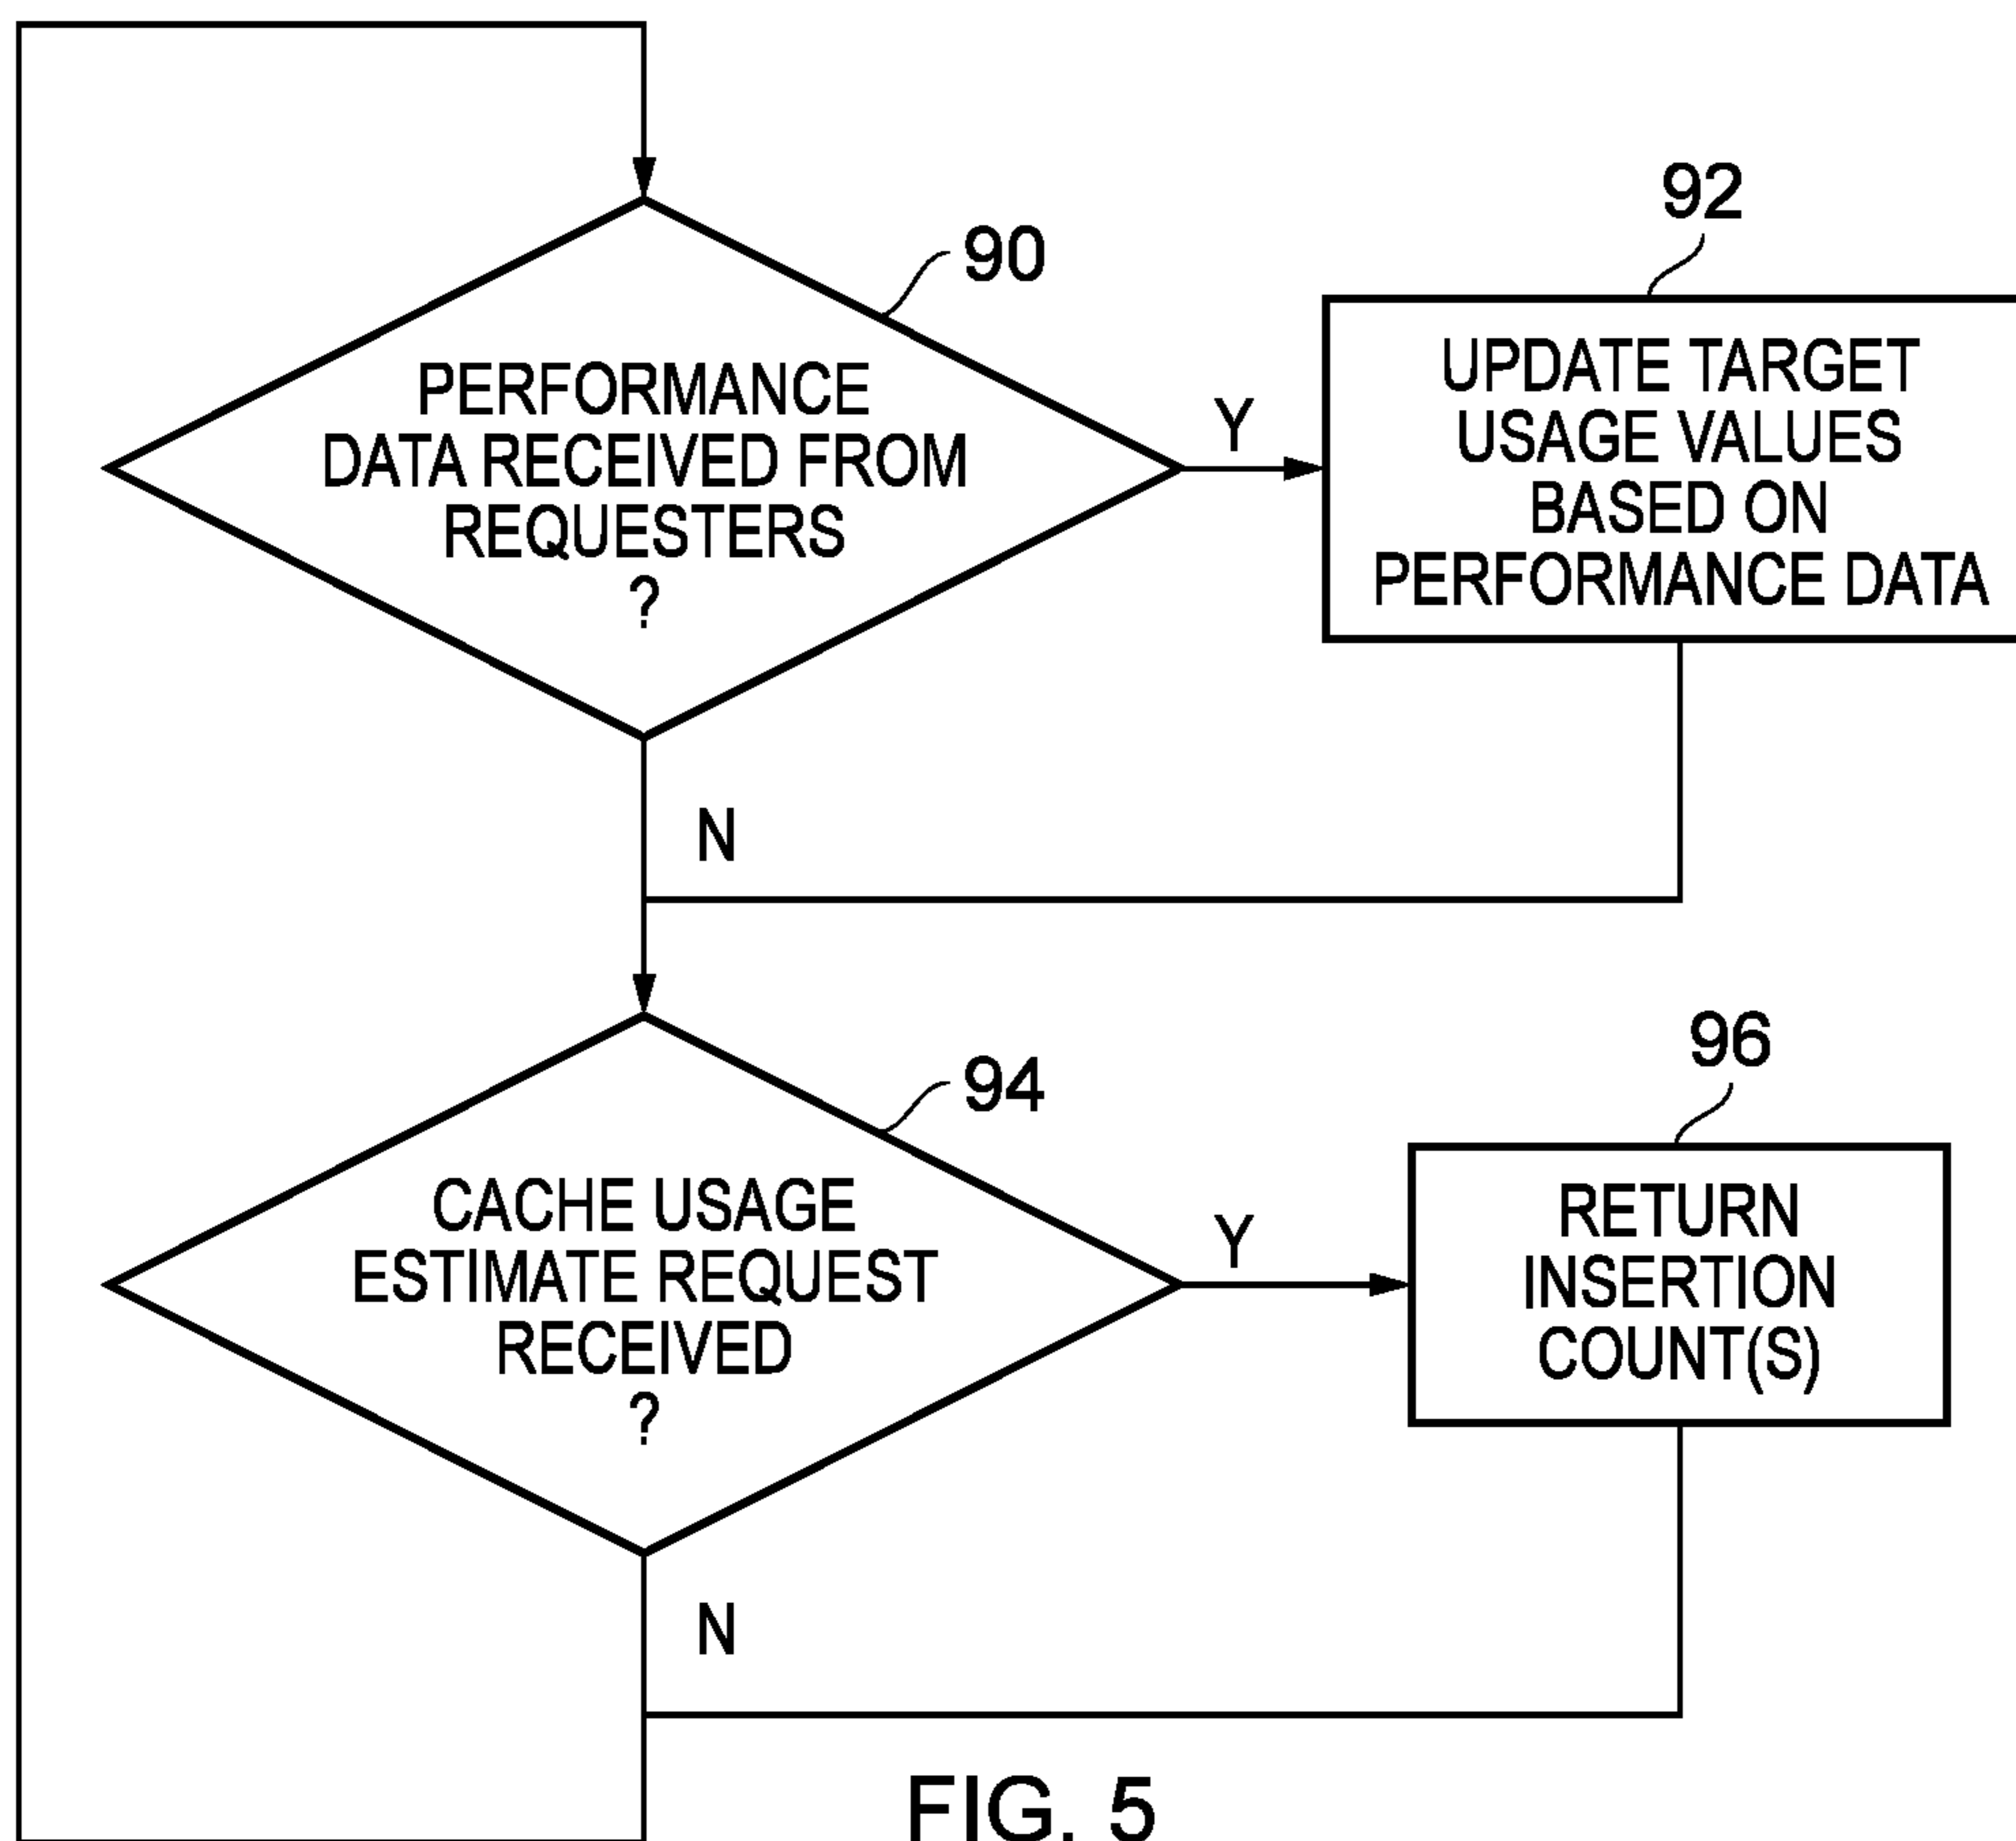 90
PERFORMANCE
DATA RECEIVED FROM
REQUESTERS
?
Y
92
UPDATE TARGET
USAGE VALUES
BASED ON
PERFORMANCE DATA
N
94
CACHE USAGE
ESTIMATE REQUEST
RECEIVED
?
Y
96
RETURN
INSERTION
COUNT(S)
N
FIG. 5